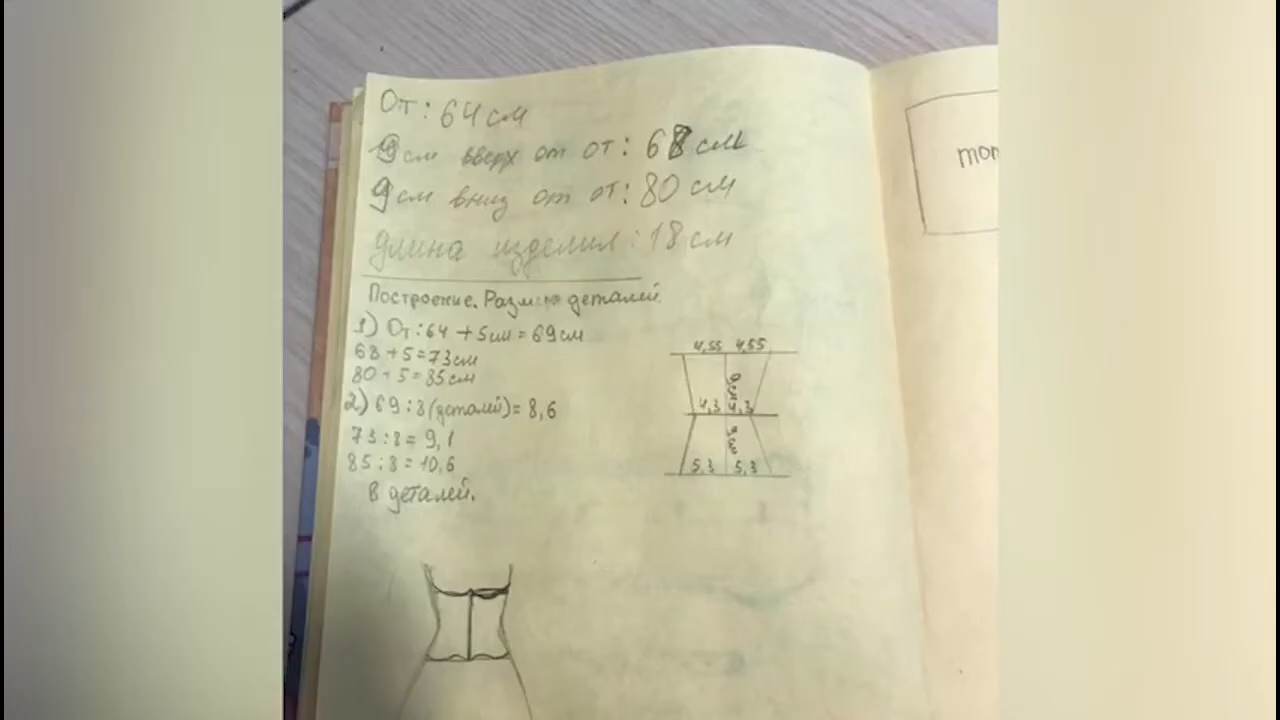 От: 64 см
9 см вверх от от: 68 см
9 см вниз от от: 80 см
длина изделия: 18 см
Построение. Размеры деталей.
1) От: 64 + 5 см = 69 см
68 + 5 = 73 см
80 + 5 = 85 см
2) 69 : 8 (деталей) = 8,6
73 : 8 = 9,1
85 : 8 = 10,6
8 деталей.
4,55 4,55
9 см
4,3 4,3
9 см
5,3 5,3